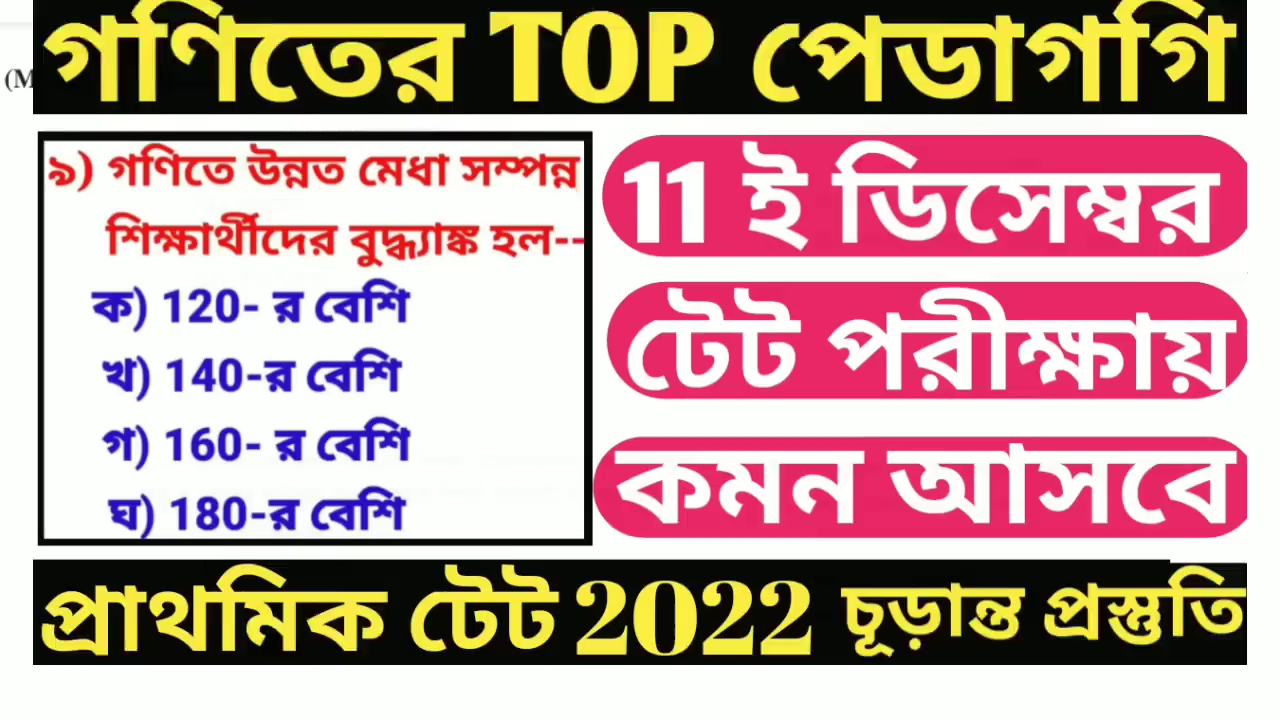 গণিতের TOP পেডাগগি
(M
৯) গণিতে উন্নত মেধা সম্পন্ন
শিক্ষার্থীদের বুদ্ধ্যাঙ্ক হল--
ক) 120- র বেশি
খ) 140-র বেশি
গ) 160- র বেশি
ঘ) 180-র বেশি
11 ই ডিসেম্বর
টেট পরীক্ষায়
কমন আসবে
প্রাথমিক টেট 2022 চূড়ান্ত প্রস্তুতি